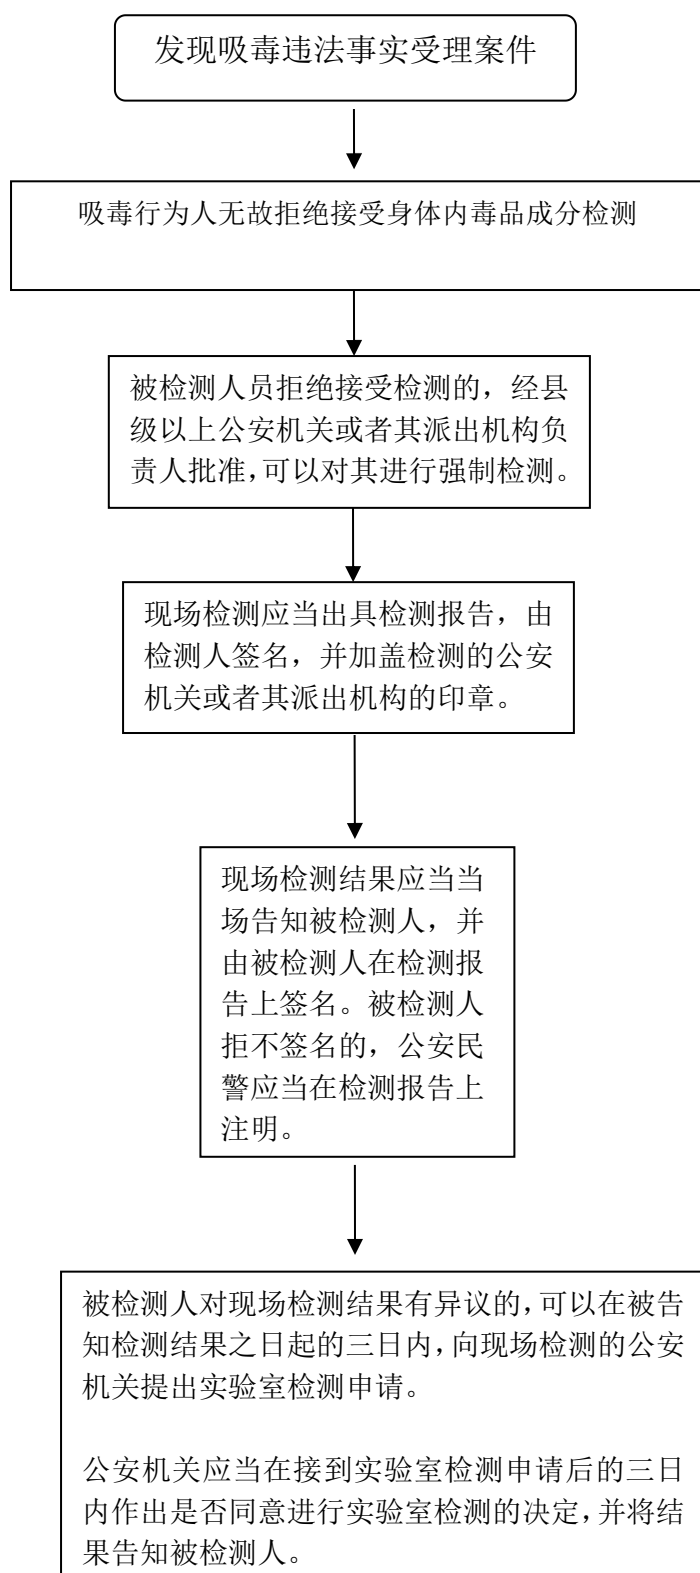 发现吸毒违法事实受理案件
吸毒行为人无故拒绝接受身体内毒品成分检测
被检测人员拒绝接受检测的，经县
级以上公安机关或者其派出机构负
责人批准，可以对其进行强制检测。
现场检测应当出具检测报告，由
检测人签名，并加盖检测的公安
机关或者其派出机构的印章。
现场检测结果应当当
场告知被检测人，并
由被检测人在检测报
告上签名。被检测人
拒不签名的，公安民
警应当在检测报告上
注明。
被检测人对现场检测结果有异议的，可以在被告
知检测结果之日起的三日内，向现场检测的公安
机关提出实验室检测申请。
公安机关应当在接到实验室检测申请后的三日
内作出是否同意进行实验室检测的决定，并将结
果告知被检测人。